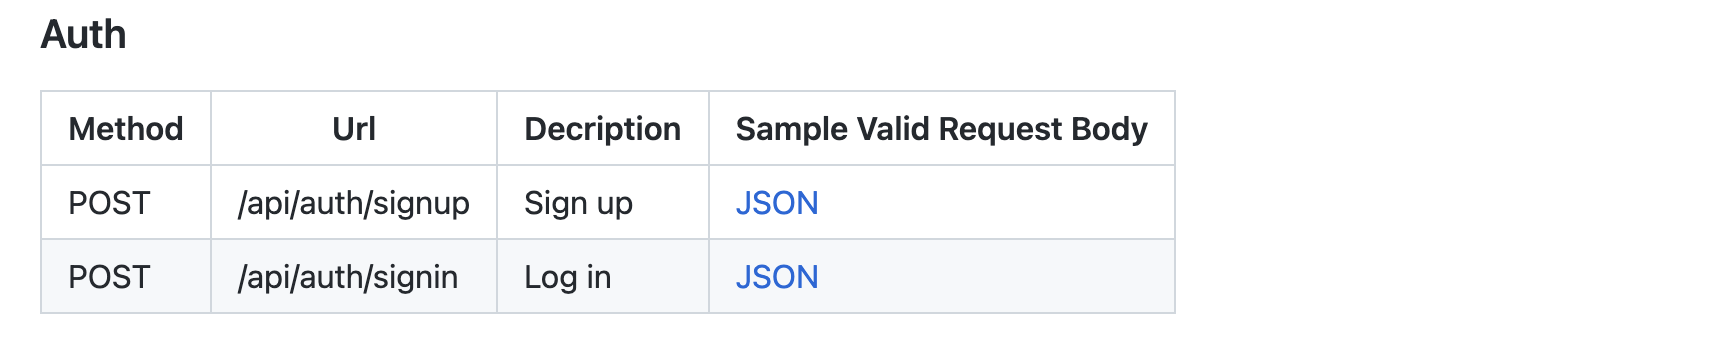 Auth
Method Url Decription Sample Valid Request Body
POST /api/auth/signup Sign up JSON
POST /api/auth/signin Log in JSON